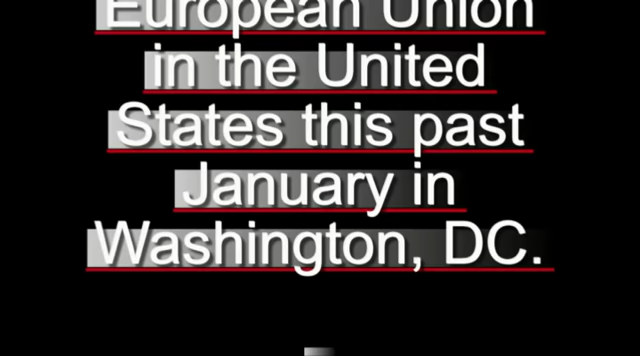 European Union
in the United
States this past
January in
Washington, DC.